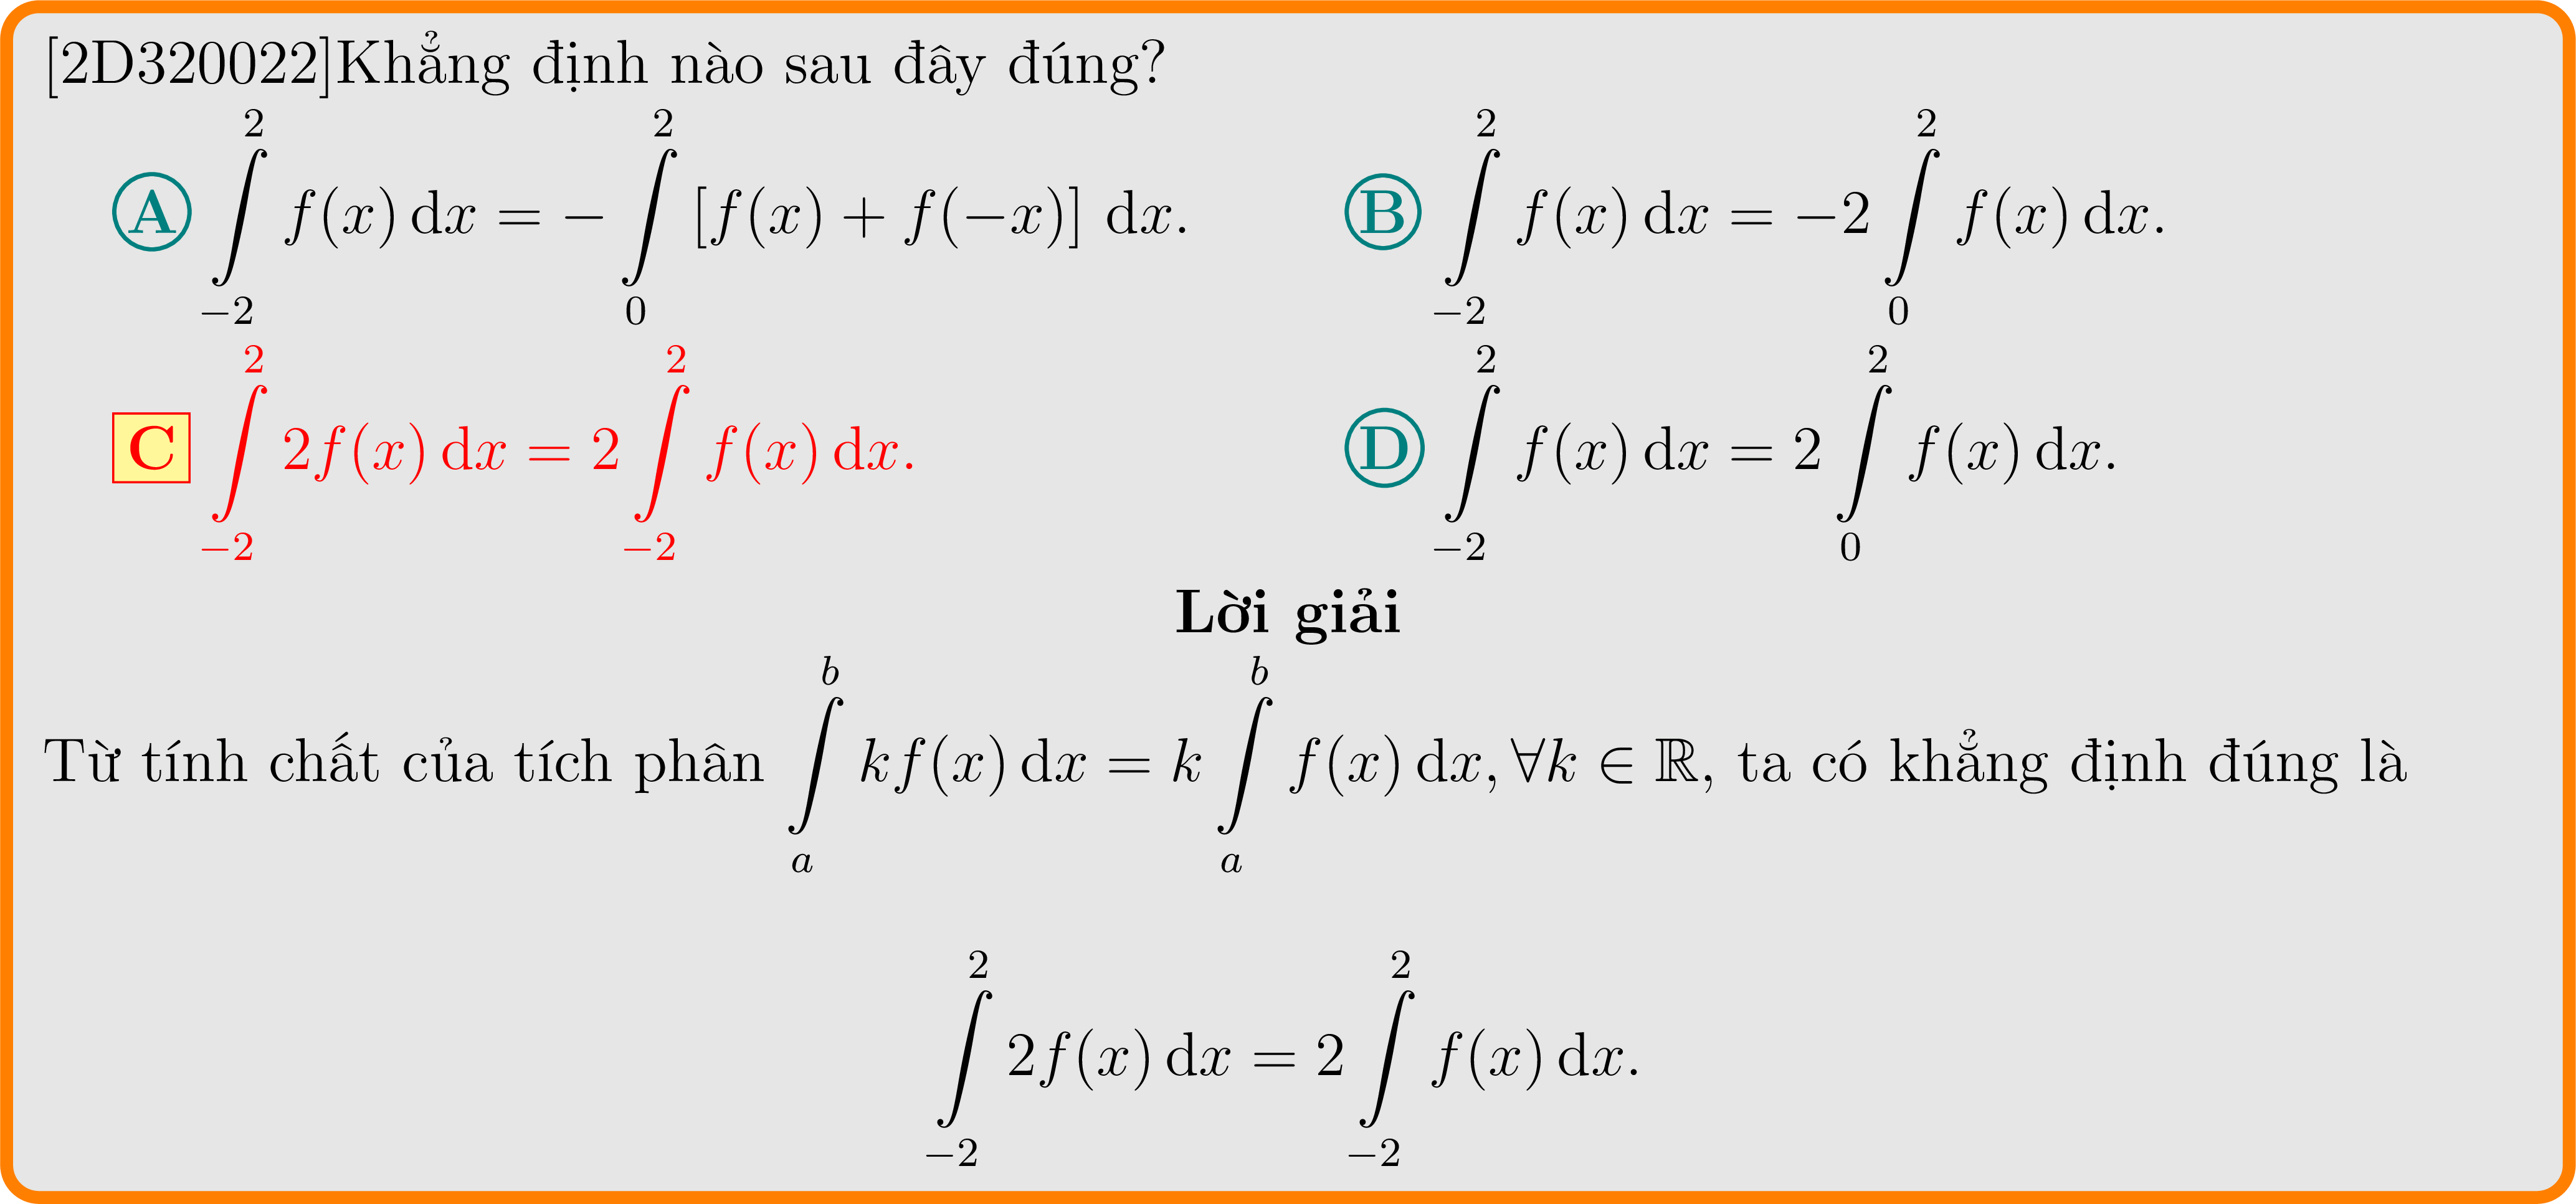 [2D320022]Khẳng định nào sau đây đúng?
A $\int\limits_{-2}^{2} f(x)\,\mathrm{d}x = -\int\limits_{0}^{2} [f(x) + f(-x)]\,\mathrm{d}x.$ B $\int\limits_{-2}^{2} f(x)\,\mathrm{d}x = -2\int\limits_{0}^{2} f(x)\,\mathrm{d}x.$
C $\int\limits_{-2}^{2} 2f(x)\,\mathrm{d}x = 2\int\limits_{-2}^{2} f(x)\,\mathrm{d}x.$ D $\int\limits_{-2}^{2} f(x)\,\mathrm{d}x = 2\int\limits_{0}^{2} f(x)\,\mathrm{d}x.$
Lời giải
Từ tính chất của tích phân $\int\limits_{a}^{b} kf(x)\,\mathrm{d}x = k\int\limits_{a}^{b} f(x)\,\mathrm{d}x, \forall k \in \mathbb{R}$, ta có khẳng định đúng là
$\int\limits_{-2}^{2} 2f(x)\,\mathrm{d}x = 2\int\limits_{-2}^{2} f(x)\,\mathrm{d}x.$